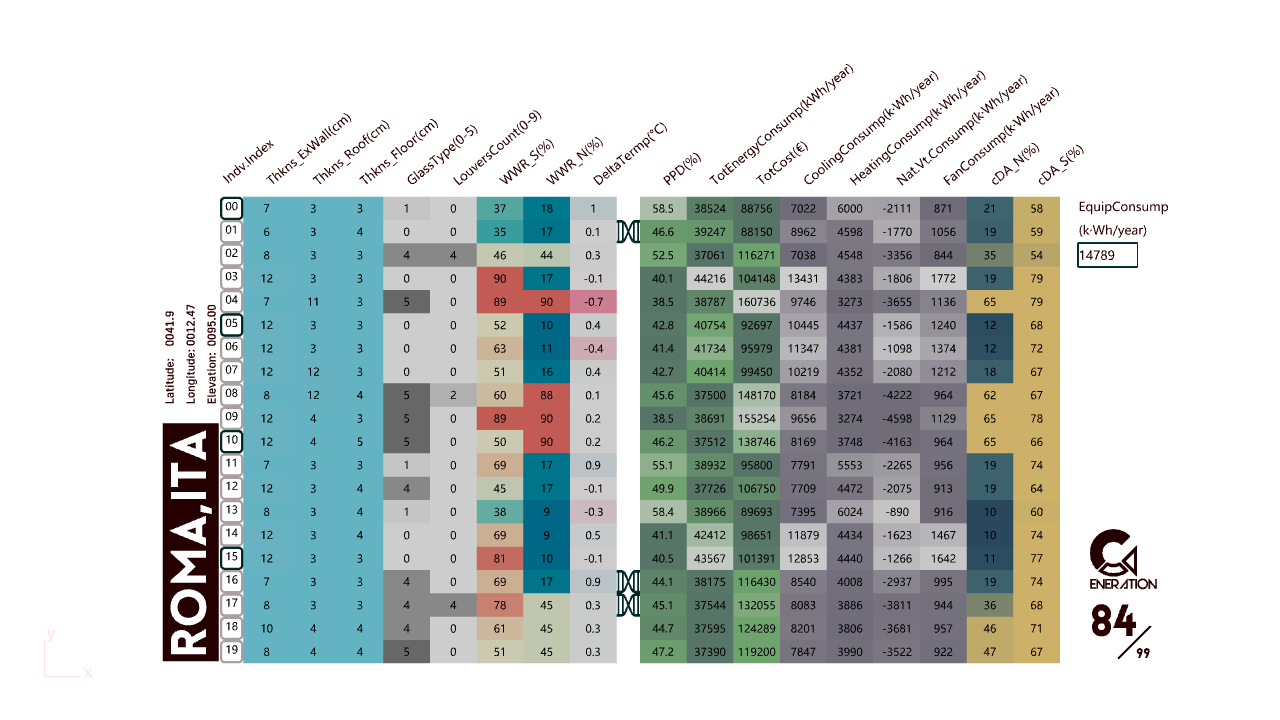 Indv.Index Thkns_ExWall(cm) Thkns_Roof(cm) Thkns_Floor(cm) GlassType(0-5) LouversCount(0-9) WWR_S(%) WWR_N(%) DeltaTermp(°C) PPD(%) TotEnergyConsump(kWh/year) TotCost(€) CoolingConsump(k·Wh/year) HeatingConsump(k·Wh/year) Nat.Vt.Consump(k·Wh/year) FanConsump(k·Wh/year) cDA_N(%) cDA_S(%)
00 7 3 3 1 0 37 18 1 58.5 38524 88756 7022 6000 -2111 871 21 58
01 6 3 4 0 0 35 17 0.1 46.6 39247 88150 8962 4598 -1770 1056 19 59
02 8 3 3 4 4 46 44 0.3 52.5 37061 116271 7038 4548 -3356 844 35 54
03 12 3 3 0 0 90 17 -0.1 40.1 44216 104148 13431 4383 -1806 1772 19 79
04 7 11 3 5 0 89 90 -0.7 38.5 38787 160736 9746 3273 -3655 1136 65 79
05 12 3 3 0 0 52 10 0.4 42.8 40754 92697 10445 4437 -1586 1240 12 68
06 12 3 3 0 0 63 11 -0.4 41.4 41734 95979 11347 4381 -1098 1374 12 72
07 12 12 3 0 0 51 16 0.4 42.7 40414 99450 10219 4352 -2080 1212 18 67
08 8 12 4 5 2 60 88 0.1 45.6 37500 148170 8184 3721 -4222 964 62 67
09 12 4 3 5 0 89 90 0.2 38.5 38691 155254 9656 3274 -4598 1129 65 78
10 12 4 5 5 0 50 90 0.2 46.2 37512 138746 8169 3748 -4163 964 65 66
11 7 3 3 1 0 69 17 0.9 55.1 38932 95800 7791 5553 -2265 956 19 74
12 12 3 4 4 0 45 17 -0.1 49.9 37726 106750 7709 4472 -2075 913 19 64
13 8 3 4 1 0 38 9 -0.3 58.4 38966 89693 7395 6024 -890 916 10 60
14 12 3 4 0 0 69 9 0.5 41.1 42412 98651 11879 4434 -1623 1467 10 74
15 12 3 3 0 0 81 10 -0.1 40.5 43567 101391 12853 4440 -1266 1642 11 77
16 7 3 3 4 0 69 17 0.9 44.1 38175 116430 8540 4008 -2937 995 19 74
17 8 3 3 4 4 78 45 0.3 45.1 37544 132055 8083 3886 -3811 944 36 68
18 10 4 4 4 0 61 45 0.3 44.7 37595 124289 8201 3806 -3681 957 46 71
19 8 4 4 5 0 51 45 0.3 47.2 37390 119200 7847 3990 -3522 922 47 67
EquipConsump
(k·Wh/year)
14789
Latitude: 0041.9
Longitude: 0012.47
Elevation: 0095.00
ROMA,ITA
ENERATION
84/99
y
x